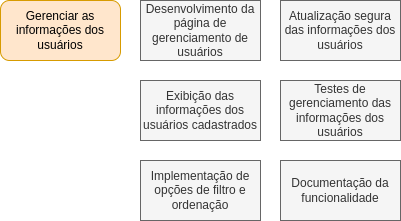 Gerenciar as
informações dos
usuários
Desenvolvimento da
página de
gerenciamento de
usuários
Atualização segura
das informações dos
usuários
Exibição das
informações dos
usuários cadastrados
Testes de
gerenciamento das
informações dos
usuários
Implementação de
opções de filtro e
ordenação
Documentação da
funcionalidade